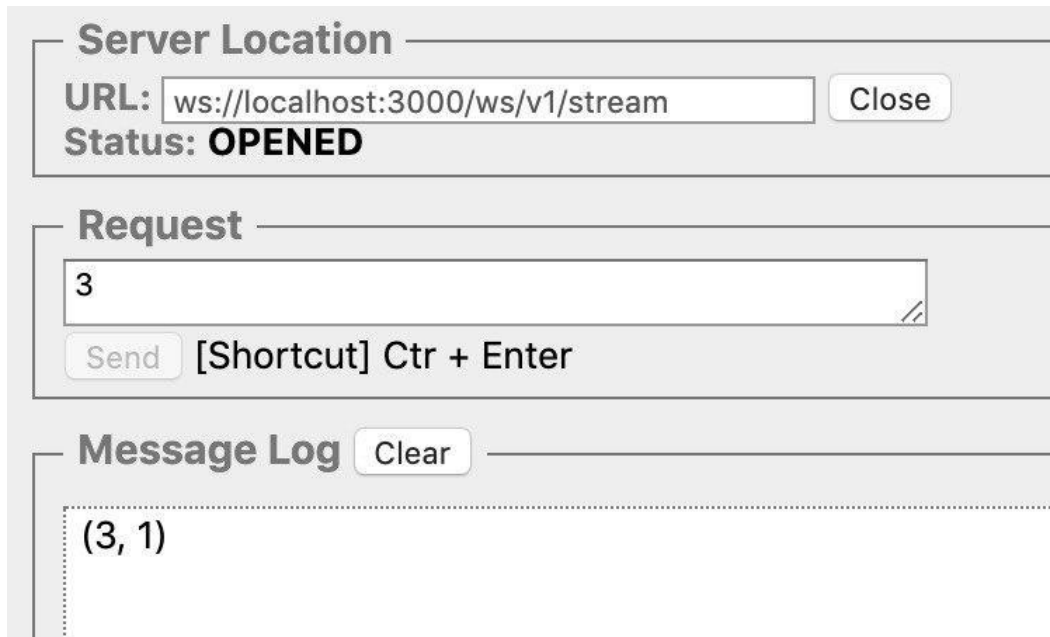 Server Location
URL: ws://localhost:3000/ws/v1/stream Close
Status: OPENED
Request
3
Send [Shortcut] Ctr + Enter
Message Log Clear
(3, 1)